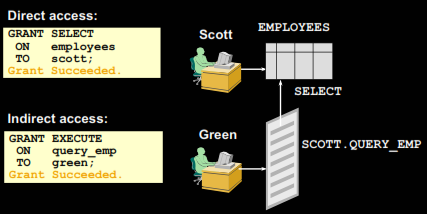 Direct access:
GRANT SELECT
ON employees
TO scott;
Grant Succeeded.
Scott
EMPLOYEES
SELECT
Indirect access:
GRANT EXECUTE
ON query_emp
TO green;
Grant Succeeded.
Green
SCOTT.QUERY_EMP